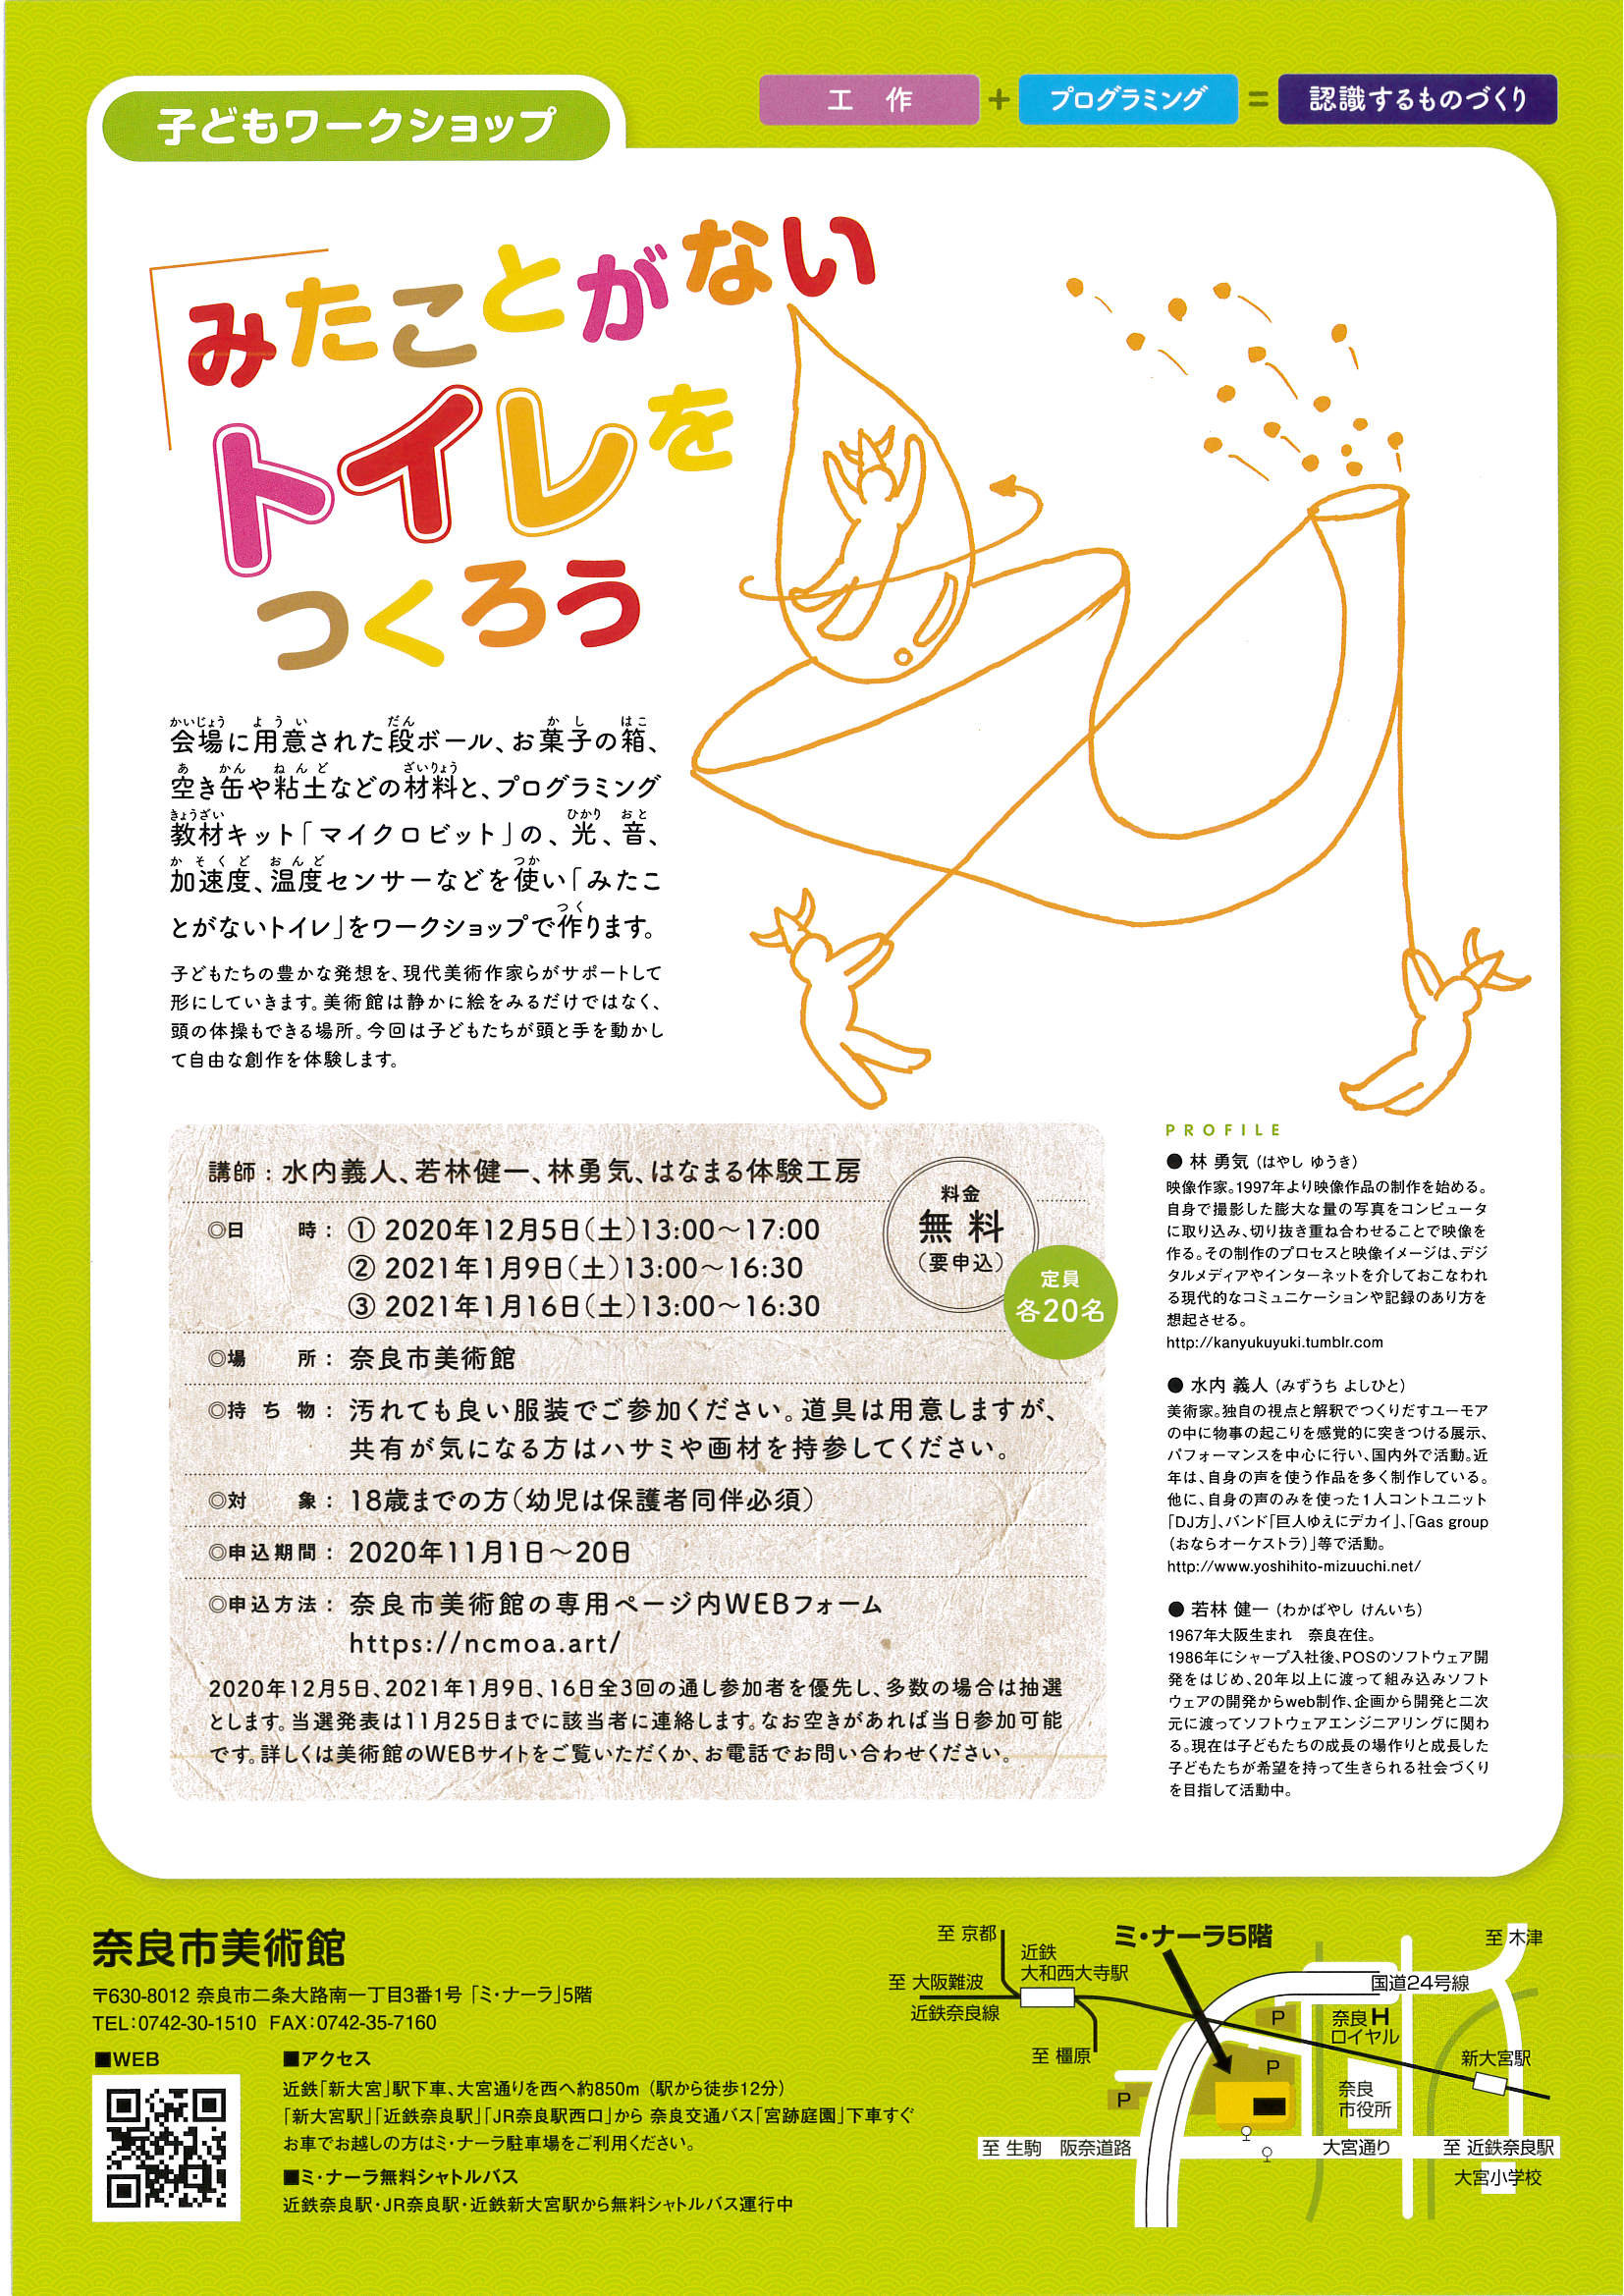 子どもワークショップ
工 作 + プログラミング = 認識するものづくり
「みたことがない
トイレを
つくろう
会場に用意された段ボール、お菓子の箱、
空き缶や粘土などの材料と、プログラミング
教材キット「マイクロビット」の、光、音、
加速度、温度センサーなどを使い「みたこ
とがないトイレ」をワークショップで作ります。
子どもたちの豊かな発想を、現代美術作家らがサポートして
形にしていきます。美術館は静かに絵をみるだけではなく、
頭の体操もできる場所。今回は子どもたちが頭と手を動かし
て自由な創作を体験します。
講師:水内義人、若林健一、林勇気、はなまる体験工房
◎日 時:① 2020年12月5日(土)13:00〜17:00
② 2021年1月9日(土)13:00〜16:30
③ 2021年1月16日(土)13:00〜16:30
料金
無料
(要申込)
定員
各20名
◎場 所:奈良市美術館
◎持ち物:汚れても良い服装でご参加ください。道具は用意しますが、
共有が気になる方はハサミや画材を持参してください。
◎対 象:18歳までの方(幼児は保護者同伴必須)
◎申込期間:2020年11月1日〜20日
◎申込方法:奈良市美術館の専用ページ内WEBフォーム
https://ncmoa.art/
2020年12月5日、2021年1月9日、16日全3回の通し参加者を優先し、多数の場合は抽選
とします。当選発表は11月25日までに該当者に連絡します。なお空きがあれば当日参加可能
です。詳しくは美術館のWEBサイトをご覧いただくか、お電話でお問い合わせください。
PROFILE
● 林 勇気 (はやし ゆうき)
映像作家。1997年より映像作品の制作を始める。
自身で撮影した膨大な量の写真をコンピュータ
に取り込み、切り抜き重ね合わせることで映像を
作る。その制作のプロセスと映像イメージは、デジ
タルメディアやインターネットを介しておこなわれ
る現代的なコミュニケーションや記録のあり方を
想起させる。
http://kanyukuyuki.tumblr.com
● 水内 義人 (みずうち よしひと)
美術家。独自の視点と解釈でつくりだすユーモア
の中に物事の起こりを感覚的に突きつける展示、
パフォーマンスを中心に行い、国内外で活動。近
年は、自身の声を使う作品を多く制作している。
他に、自身の声のみを使った1人コントユニット
「DJ方」、バンド「巨人ゆえにデカイ」、「Gas group
(おならオーケストラ)」等で活動。
http://www.yoshihito-mizuuchi.net/
● 若林 健一 (わかばやし けんいち)
1967年大阪生まれ 奈良在住。
1986年にシャープ入社後、POSのソフトウェア開
発をはじめ、20年以上に渡って組み込みソフト
ウェアの開発からweb制作、企画から開発と二次
元に渡ってソフトウェアエンジニアリングに関わ
る。現在は子どもたちの成長の場作りと成長した
子どもたちが希望を持って生きられる社会づくり
を目指して活動中。
奈良市美術館
〒630-8012 奈良市二条大路南一丁目3番1号 「ミ・ナーラ」5階
TEL:0742-30-1510 FAX:0742-35-7160
■WEB
■アクセス
近鉄「新大宮」駅下車、大宮通りを西へ約850m (駅から徒歩12分)
「新大宮駅」「近鉄奈良駅」「JR奈良駅西口」から 奈良交通バス「宮跡庭園」下車すぐ
お車でお越しの方はミ・ナーラ駐車場をご利用ください。
■ミ・ナーラ無料シャトルバス
近鉄奈良駅・JR奈良駅・近鉄新大宮駅から無料シャトルバス運行中
至 京都
ミ・ナーラ5階
至 木津
近鉄
大和西大寺駅
至 大阪難波
近鉄奈良線
国道24号線
P
奈良
ロイヤル
H
至 橿原
P
新大宮駅
P
奈良
市役所
至 生駒 阪奈道路
大宮通り
至 近鉄奈良駅
大宮小学校